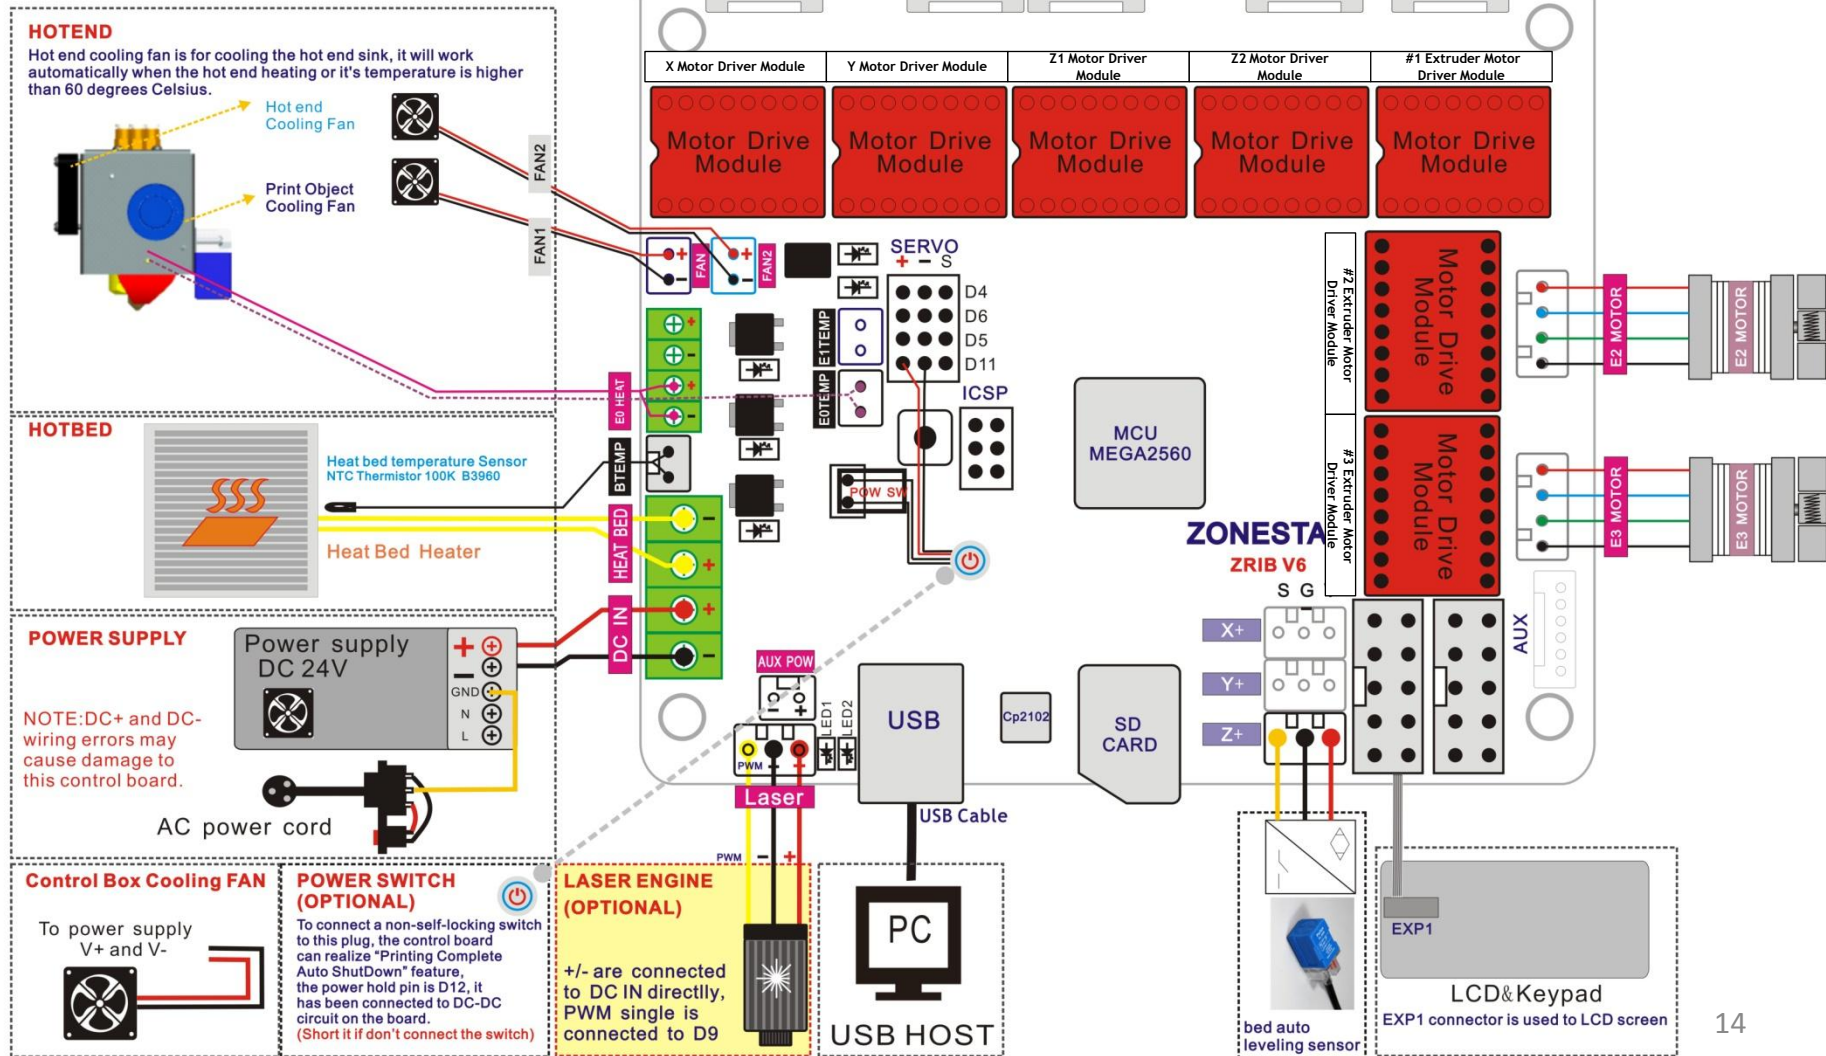 HOTEND
Hot end cooling fan is for cooling the hot end sink, it will work
automatically when the hot end heating or it's temperature is higher
than 60 degrees Celsius.
Hot end
Cooling Fan
Print Object
Cooling Fan
FAN2
FAN1
X Motor Driver Module
Y Motor Driver Module
Z1 Motor Driver
Module
Z2 Motor Driver
Module
#1 Extruder Motor
Driver Module
Motor Drive
Module
Motor Drive
Module
Motor Drive
Module
Motor Drive
Module
Motor Drive
Module
+
-
FAN
+
-
FAN2
SERVO
+ - S
D4
D6
D5
D11
E1TEMP
E0TEMP
ICSP
+
-
+
-
E0 HEAT
#2 Extruder Motor
Driver Module
Motor Drive
Module
E2 MOTOR
E2 MOTOR
#3 Extruder Motor
Driver Module
Motor Drive
Module
E3 MOTOR
E3 MOTOR
MCU
MEGA2560
ZONESTA
ZRIB V6
S G
X+
Y+
Z+
AUX
HOTBED
Heat bed temperature Sensor
NTC Thermistor 100K B3960
Heat Bed Heater
BTEMP
POW SW
HEAT BED
-
+
DC IN
+
-
POWER SUPPLY
Power supply
DC 24V
+
-
GND
N
L
NOTE:DC+ and DC-
wiring errors may
cause damage to
this control board.
AC power cord
AUX POW
- +
PWM - +
LED1
LED2
Laser
USB
Cp2102
SD
CARD
USB Cable
PWM - +
Control Box Cooling FAN
To power supply
V+ and V-
POWER SWITCH
(OPTIONAL)
To connect a non-self-locking switch
to this plug, the control board
can realize “Printing Complete
Auto ShutDown” feature,
the power hold pin is D12, it
has been connected to DC-DC
circuit on the board.
(Short it if don't connect the switch)
LASER ENGINE
(OPTIONAL)
+/- are connected
to DC IN directlly,
PWM single is
connected to D9
PC
USB HOST
bed auto
leveling sensor
EXP1
LCD&Keypad
EXP1 connector is used to LCD screen
14